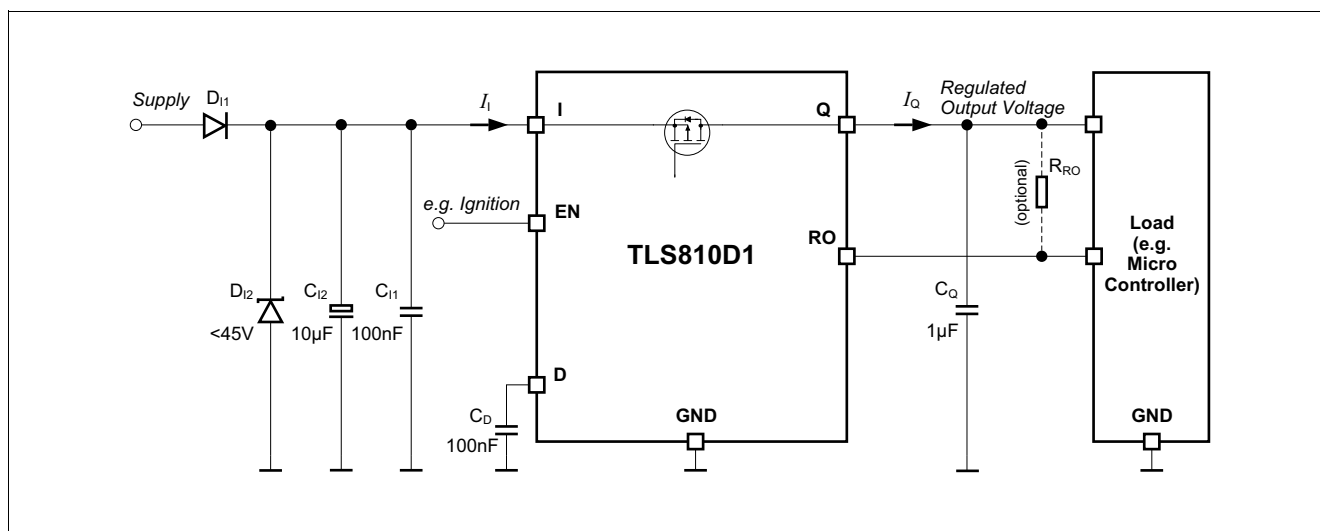 Supply
D_I1
I_I
I
Q
I_Q
Regulated
Output Voltage
R_RO
(optional)
e.g. Ignition
EN
TLS810D1
RO
Load
(e.g.
Micro
Controller)
D_I2
<45V
C_I2
10µF
C_I1
100nF
D
C_D
100nF
GND
C_Q
1µF
GND